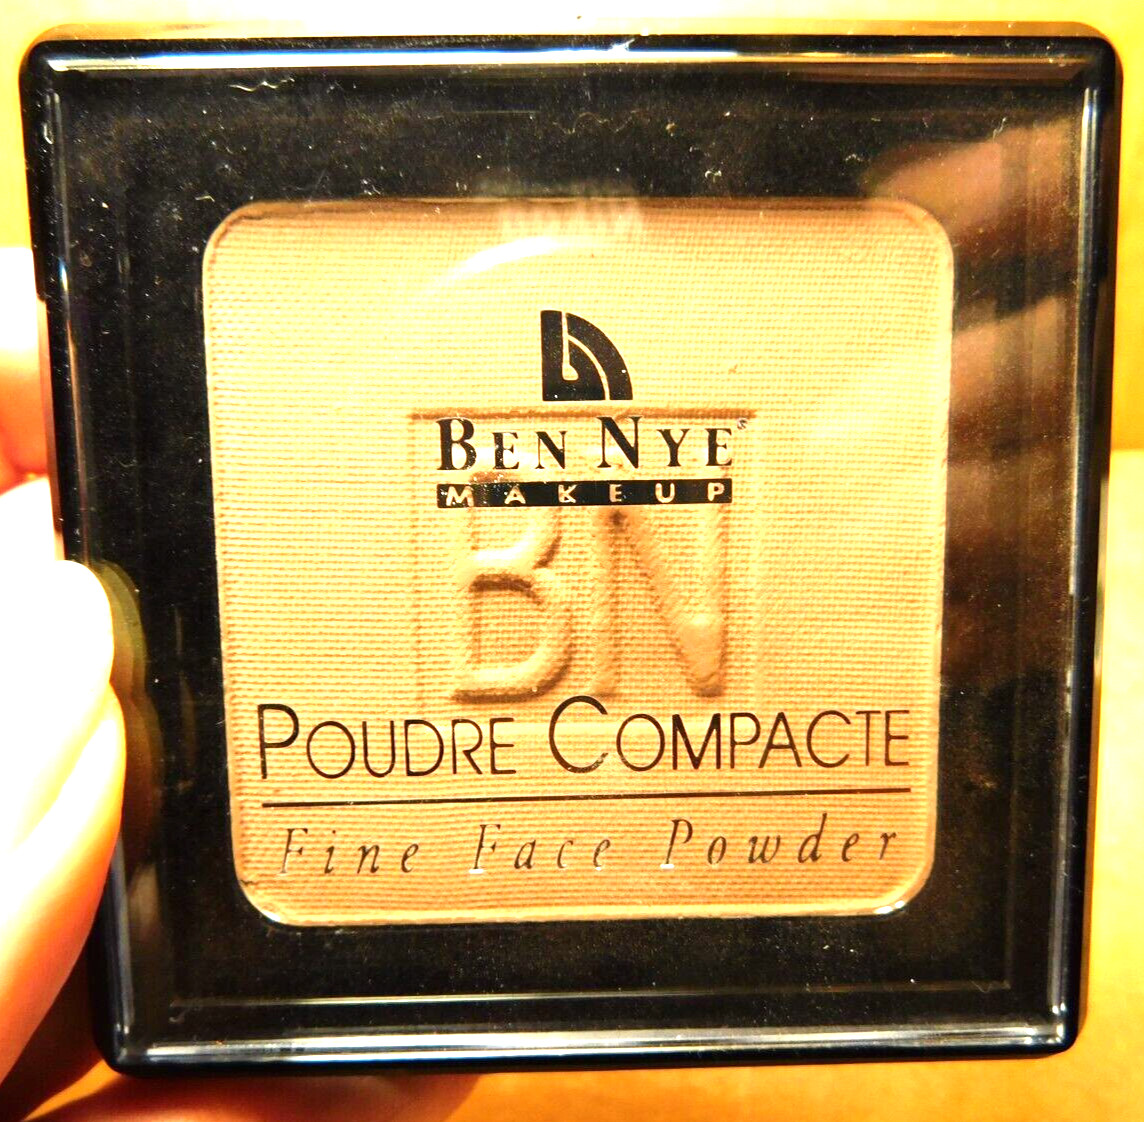 BEN NYE®
MAKEUP
BN
POUDRE COMPACTE
Fine Face Powder